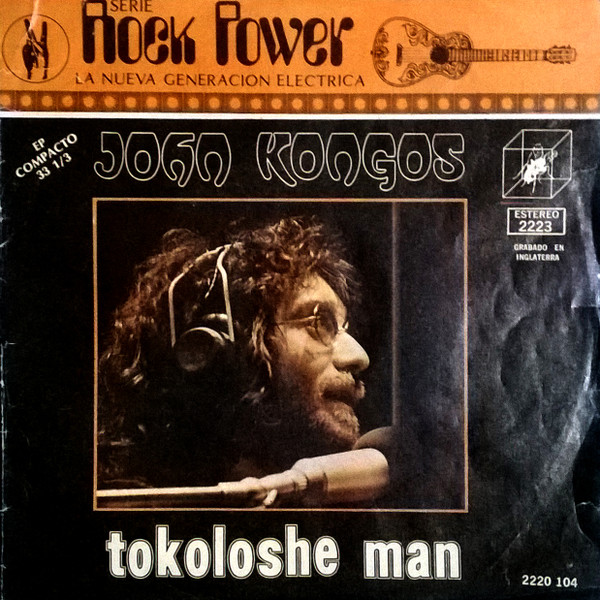 SERIE
Rock Power
LA NUEVA GENERACION ELECTRICA
EP
COMPACTO
33 1/3
JOHN KONGOS
ESTEREO
2223
GRABADO EN
INGLATERRA
tokoloshe man
2220 104